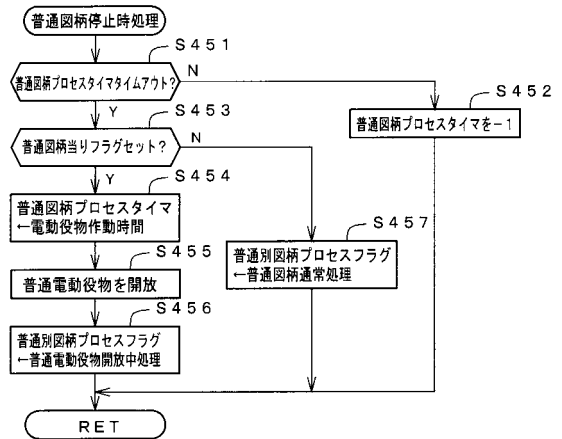 普通図柄停止時処理
S451
普通図柄プロセスタイマタイムアウト?
N
Y
S452
普通図柄プロセスタイマを−1
S453
普通図柄当りフラグセット?
N
Y
S454
普通図柄プロセスタイマ
←電動役物作動時間
S457
普通別図柄プロセスフラグ
←普通図柄通常処理
S455
普通電動役物を開放
S456
普通別図柄プロセスフラグ
←普通電動役物開放中処理
RET